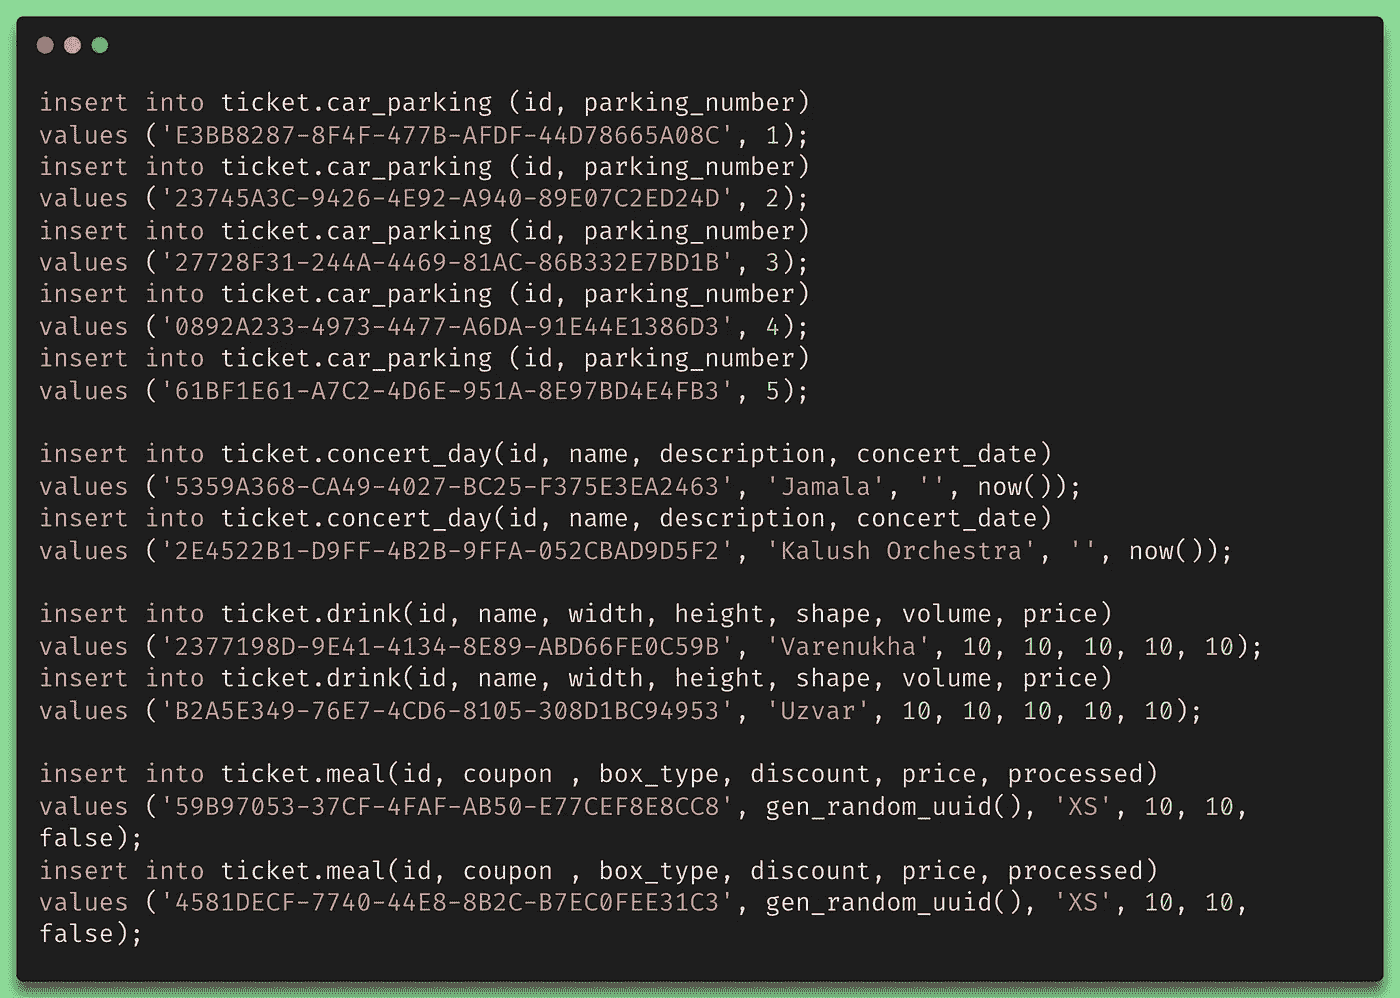 insert into ticket.car_parking (id, parking_number)
values ('E3BB8287-8F4F-477B-AFDF-44D78665A08C', 1);
insert into ticket.car_parking (id, parking_number)
values ('23745A3C-9426-4E92-A940-89E07C2ED24D', 2);
insert into ticket.car_parking (id, parking_number)
values ('27728F31-244A-4469-81AC-86B332E7BD1B', 3);
insert into ticket.car_parking (id, parking_number)
values ('0892A233-4973-4477-A6DA-91E44E1386D3', 4);
insert into ticket.car_parking (id, parking_number)
values ('61BF1E61-A7C2-4D6E-951A-8E97BD4E4FB3', 5);

insert into ticket.concert_day(id, name, description, concert_date)
values ('5359A368-CA49-4027-BC25-F375E3EA2463', 'Jamala', '', now());
insert into ticket.concert_day(id, name, description, concert_date)
values ('2E4522B1-D9FF-4B2B-9FFA-052CBAD9D5F2', 'Kalush Orchestra', '', now());

insert into ticket.drink(id, name, width, height, shape, volume, price)
values ('2377198D-9E41-4134-8E89-ABD66FE0C59B', 'Varenukha', 10, 10, 10, 10, 10);
insert into ticket.drink(id, name, width, height, shape, volume, price)
values ('B2A5E349-76E7-4CD6-8105-308D1BC94953', 'Uzvar', 10, 10, 10, 10, 10);

insert into ticket.meal(id, coupon , box_type, discount, price, processed)
values ('59B97053-37CF-4FAF-AB50-E77CEF8E8CC8', gen_random_uuid(), 'XS', 10, 10,
false);
insert into ticket.meal(id, coupon , box_type, discount, price, processed)
values ('4581DECF-7740-44E8-8B2C-B7EC0FEE31C3', gen_random_uuid(), 'XS', 10, 10,
false);